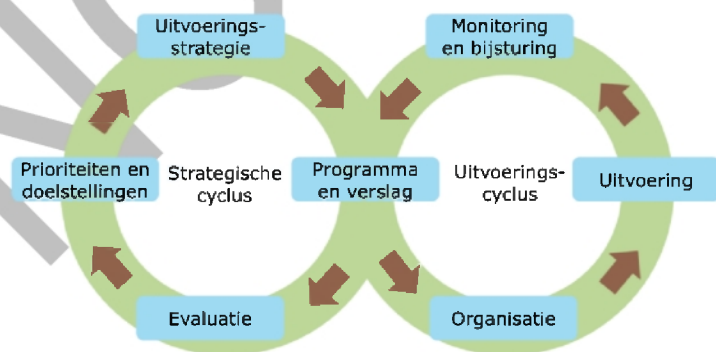 Uitvoerings-
strategie
Monitoring
en bijsturing
Prioriteiten en
doelstellingen
Strategische
cyclus
Programma
en verslag
Uitvoerings-
cyclus
Uitvoering
Evaluatie
Organisatie